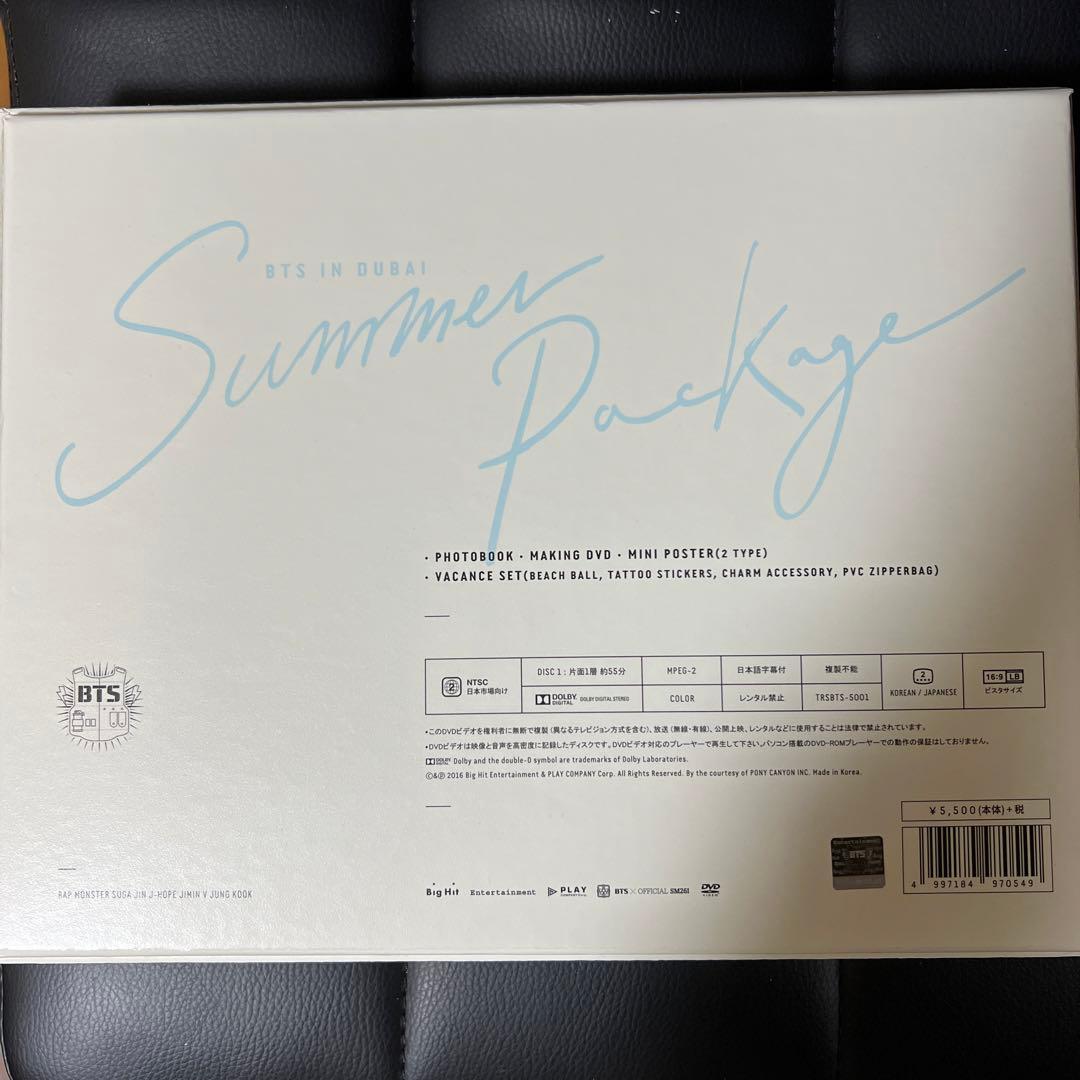 BTS IN DUBAI
Summer
Package
· PHOTOBOOK · MAKING DVD · MINI POSTER(2 TYPE)
· VACANCE SET(BEACH BALL, TATTOO STICKERS, CHARM ACCESSORY, PVC ZIPPERBAG)
2 NTSC 日本市場向け
DISC 1 : 片面1層 約55分
MPEG-2
日本語字幕付
複製不能
2
KOREAN / JAPANESE
16:9 LB
ビスタサイズ
DOLBY DIGITAL DOLBY DIGITAL STEREO
COLOR
レンタル禁止
TRSBTS-5001
•このDVDビデオを権利者に無断で複製(異なるテレビジョン方式を含む)、放送(無線・有線)、公開上映、レンタルなどに使用することは法律で禁止されています。
•DVDビデオは映像と音声を高密度に記録したディスクです。DVDビデオ対応のプレーヤーで再生して下さい。パソコン搭載のDVD-ROMプレーヤーでの動作の保証はしておりません。
Dolby and the double-D symbol are trademarks of Dolby Laboratories.
©&℗ 2016 Big Hit Entertainment & PLAY COMPANY Corp. All Rights Reserved. By the courtesy of PONY CANYON INC. Made in Korea.
BTS
¥5,500(本体)+税
Entertainment
BTS
4 997184 970549
Big Hit Entertainment PLAY COMPANY BTS × OFFICIAL SM261 DVD VIDEO
RAP MONSTER SUGA JIN J-HOPE JIMIN V JUNG KOOK